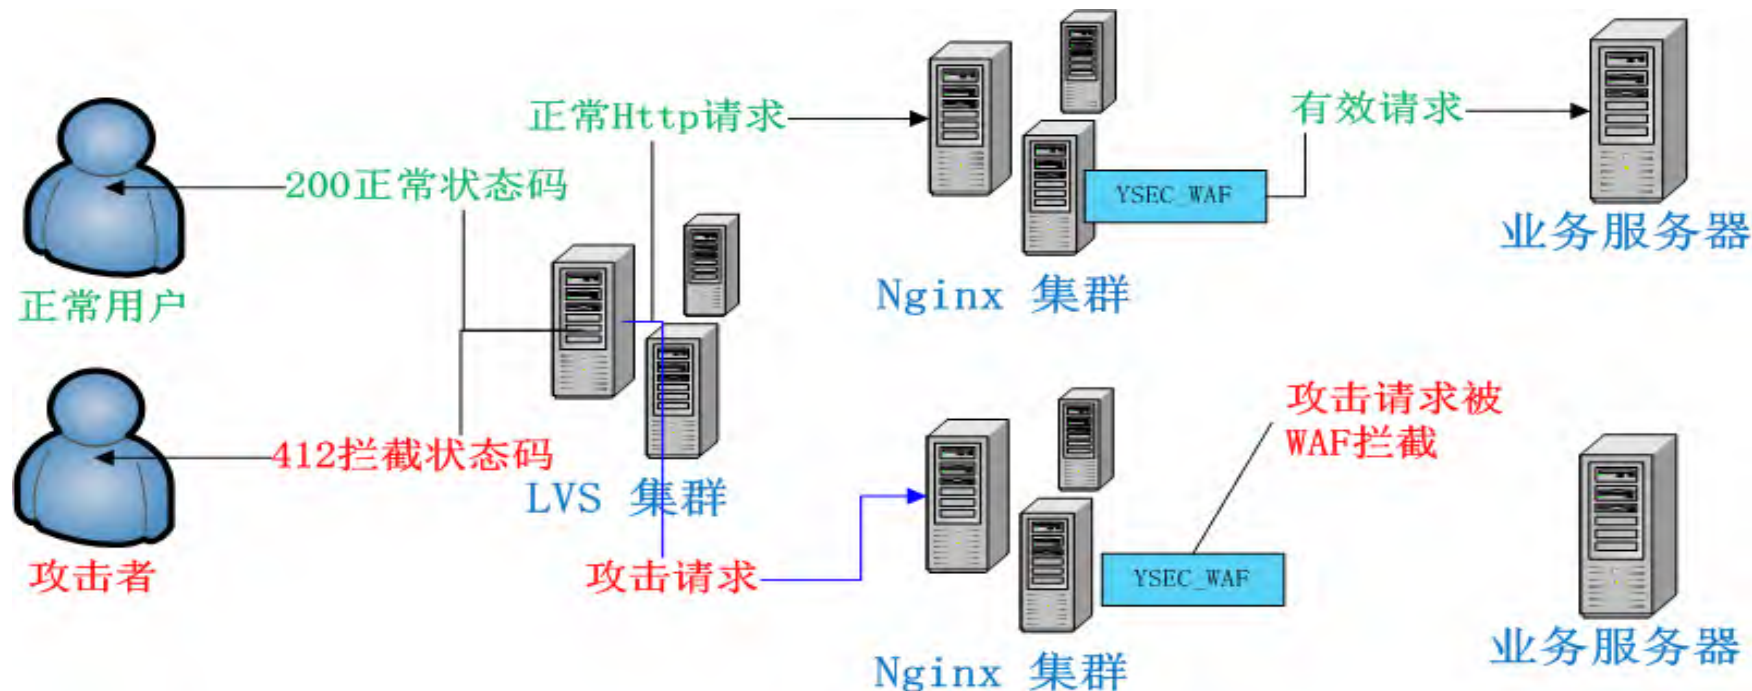 正常Http请求
有效请求
200正常状态码
YSEC_WAF
业务服务器
正常用户
Nginx 集群
攻击请求被
WAF拦截
412拦截状态码
LVS 集群
攻击者
攻击请求
YSEC_WAF
业务服务器
Nginx 集群